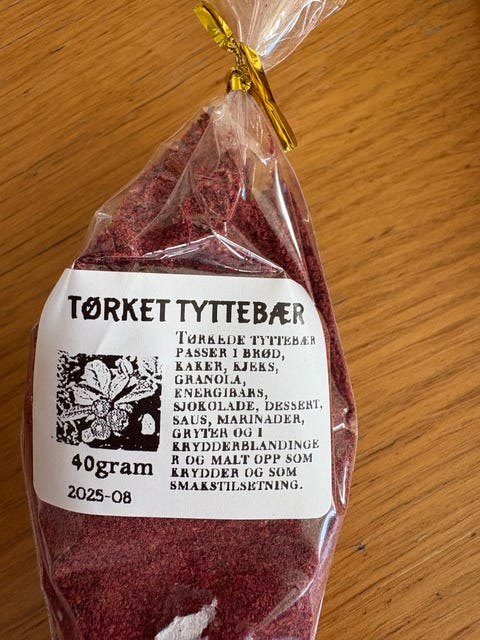 TØRKET TYTTEBÆR
TØRKEDE TYTTEBÆR
PASSER I BRØD,
KAKER, KJEKS,
GRANOLA,
ENERGIBARS,
SJOKOLADE, DESSERT,
SAUS, MARINADER,
GRYTER OG I
KRYDDERBLANDINGE
R OG MALT OPP SOM
KRYDDER OG SOM
SMAKSTILSETNING.
40gram
2025-08